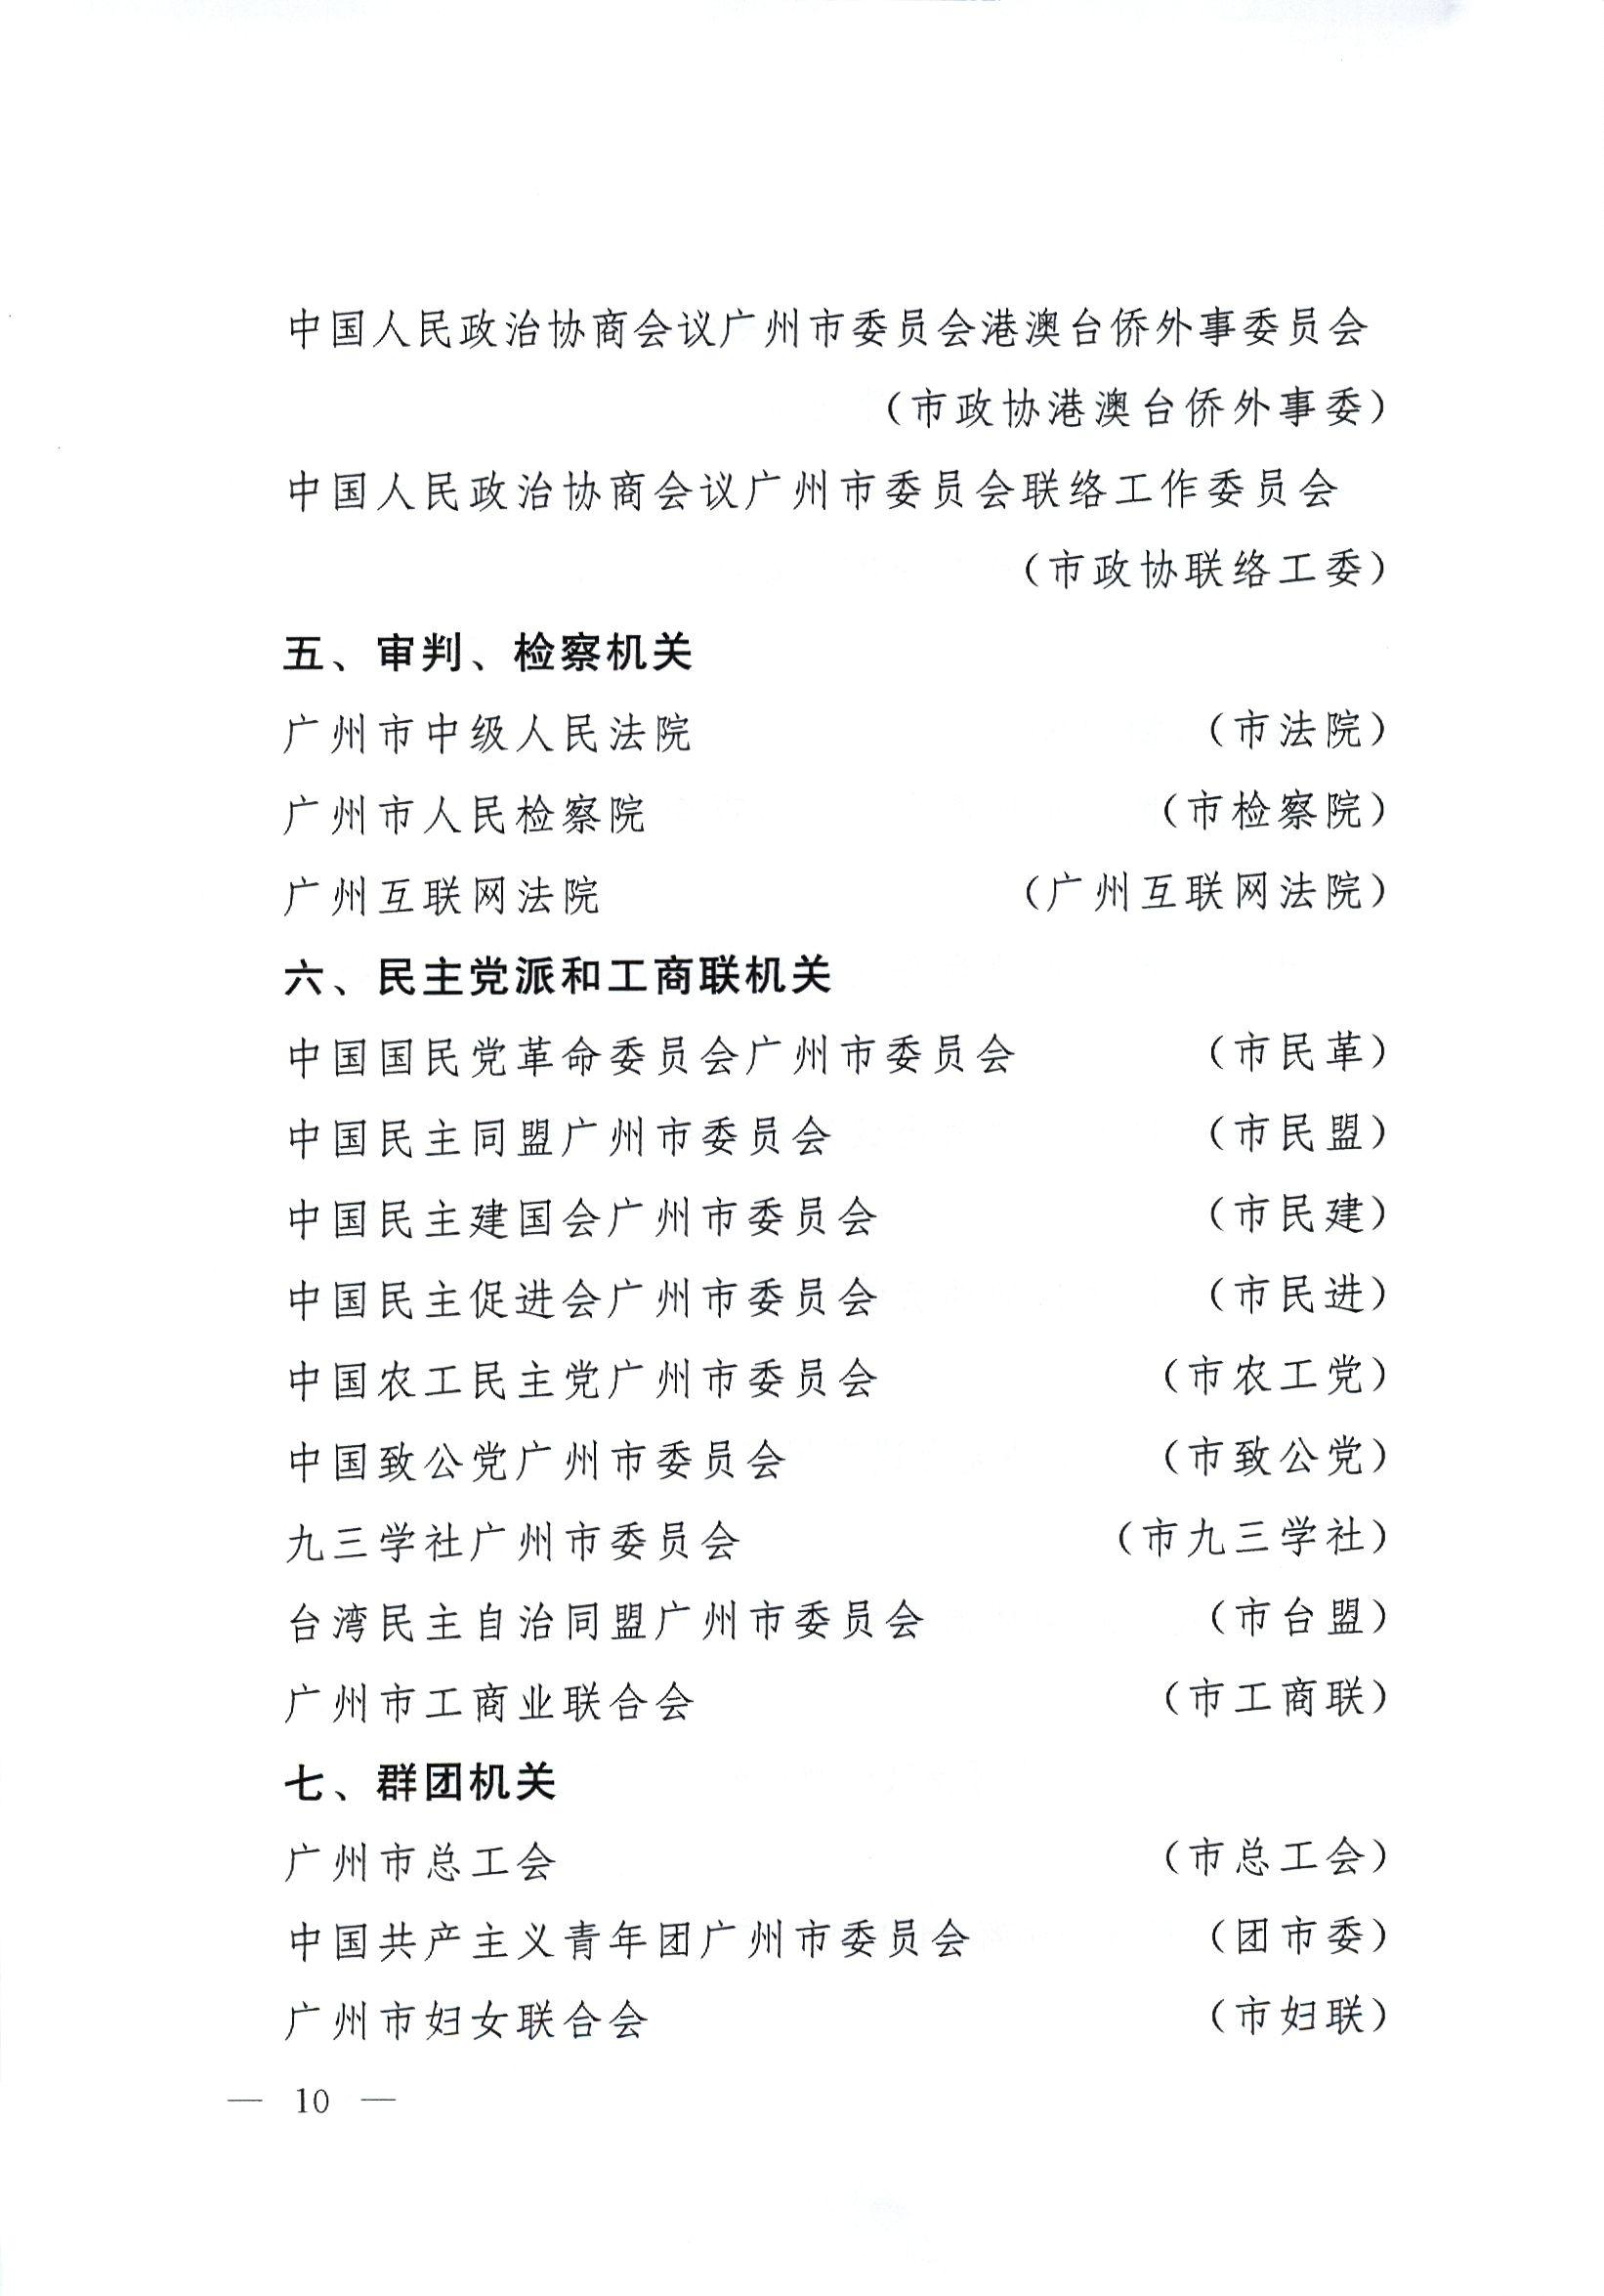 中国人民政治协商会议广州市委员会港澳台侨外事委员会
（市政协港澳台侨外事委）
中国人民政治协商会议广州市委员会联络工作委员会
（市政协联络工委）
五、审判、检察机关
广州市中级人民法院 （市法院）
广州市人民检察院 （市检察院）
广州互联网法院 （广州互联网法院）
六、民主党派和工商联机关
中国国民党革命委员会广州市委员会 （市民革）
中国民主同盟广州市委员会 （市民盟）
中国民主建国会广州市委员会 （市民建）
中国民主促进会广州市委员会 （市民进）
中国农工民主党广州市委员会 （市农工党）
中国致公党广州市委员会 （市致公党）
九三学社广州市委员会 （市九三学社）
台湾民主自治同盟广州市委员会 （市台盟）
广州市工商业联合会 （市工商联）
七、群团机关
广州市总工会 （市总工会）
中国共产主义青年团广州市委员会 （团市委）
广州市妇女联合会 （市妇联）
— 10 —